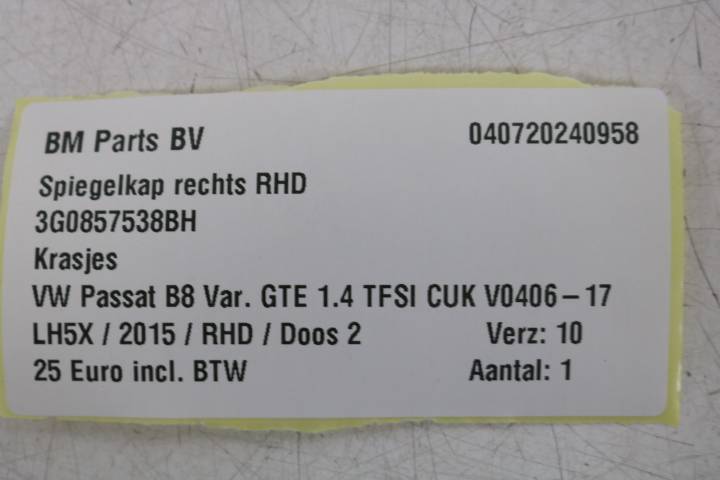 BM Parts BV 040720240958
Spiegelkap rechts RHD
3G0857538BH
Krasjes
VW Passat B8 Var. GTE 1.4 TFSI CUK V0406-17
LH5X / 2015 / RHD / Doos 2 Verz: 10
25 Euro incl. BTW Aantal: 1